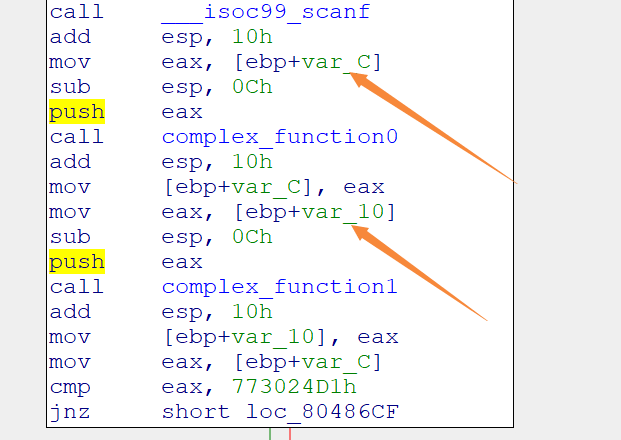 call    ___isoc99_scanf
add     esp, 10h
mov     eax, [ebp+var_C]
sub     esp, 0Ch
push    eax
call    complex_function0
add     esp, 10h
mov     [ebp+var_C], eax
mov     eax, [ebp+var_10]
sub     esp, 0Ch
push    eax
call    complex_function1
add     esp, 10h
mov     [ebp+var_10], eax
mov     eax, [ebp+var_C]
cmp     eax, 773024D1h
jnz     short loc_80486CF